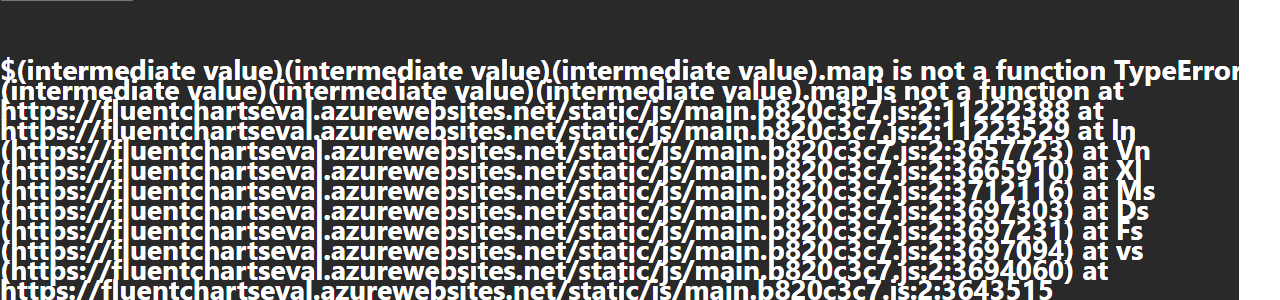 $(intermediate value)(intermediate value)(intermediate value).map is not a function TypeError
(intermediate value)(intermediate value)(intermediate value).map is not a function at
https://fluentchartseval.azurewebsites.net/static/js/main.b820c3c7.js:2:11222388 at
https://fluentchartseval.azurewebsites.net/static/js/main.b820c3c7.js:2:11223529 at ln
(https://fluentchartseval.azurewebsites.net/static/js/main.b820c3c7.js:2:3657723) at Vn
(https://fluentchartseval.azurewebsites.net/static/js/main.b820c3c7.js:2:3665910) at Xl
(https://fluentchartseval.azurewebsites.net/static/js/main.b820c3c7.js:2:3712116) at Ms
(https://fluentchartseval.azurewebsites.net/static/js/main.b820c3c7.js:2:3697303) at Ds
(https://fluentchartseval.azurewebsites.net/static/js/main.b820c3c7.js:2:3697231) at Fs
(https://fluentchartseval.azurewebsites.net/static/js/main.b820c3c7.js:2:3697094) at vs
(https://fluentchartseval.azurewebsites.net/static/js/main.b820c3c7.js:2:3694060) at
https://fluentchartseval.azurewebsites.net/static/js/main.b820c3c7.js:2:3643515